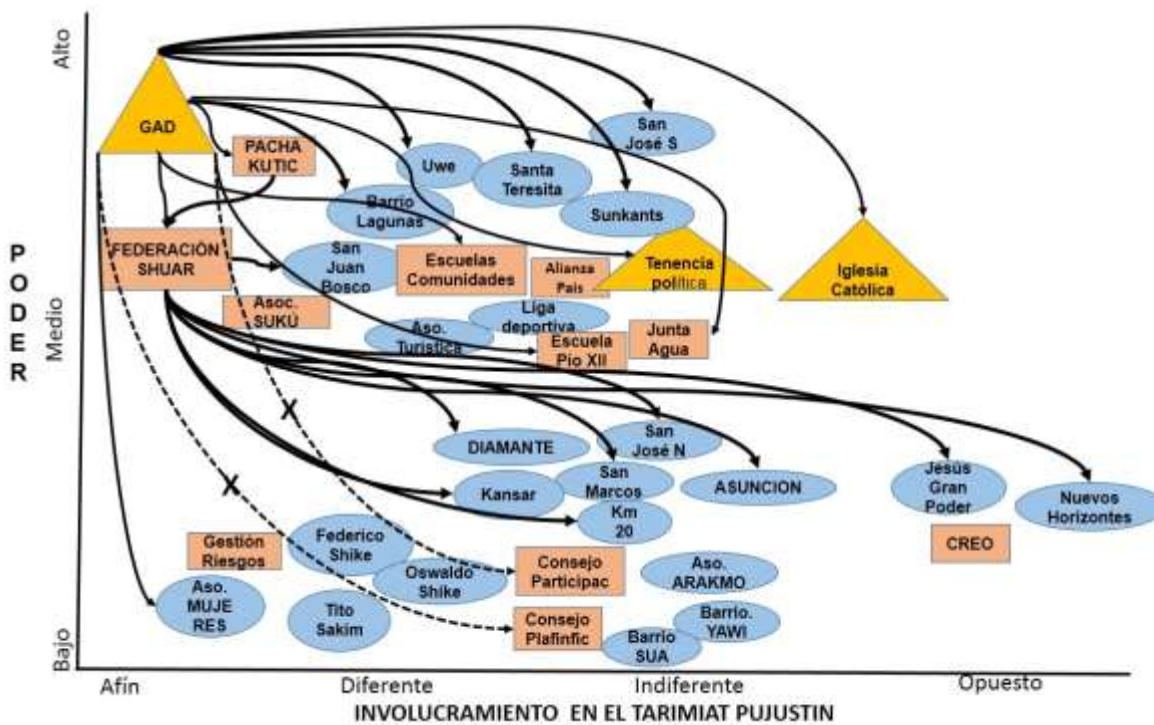 Alto
GAD
PACHA
KUTIC
Uwe
Santa
Teresita
San
José S
Barrio
Lagunas
Sunkants
PODER
FEDERACIÓN
SHUAR
San
Juan
Bosco
Escuelas
Comunidades
Alianza
Pais
Tenencia
política
Iglesia
Católica
Medio
Asoc.
SUKÚ
Liga
deportiva
Aso.
Turistica
Escuela
Pio XII
Junta
Agua
X
DIAMANTE
San
José N
Kansar
San
Marcos
ASUNCION
Jesús
Gran
Poder
Nuevos
Horizontes
X
Km
20
CREO
Gestión
Riesgos
Federico
Shike
Oswaldo
Shike
Consejo
Participac
Aso.
ARAKMO
Aso.
MUJE
RES
Tito
Sakim
Consejo
Plafinfic
Barrio
SUA
Barrio.
YAWI
Bajo
Afín
Diferente
Indiferente
Opuesto
INVOLUCRAMIENTO EN EL TARIMIAT PUJUSTIN